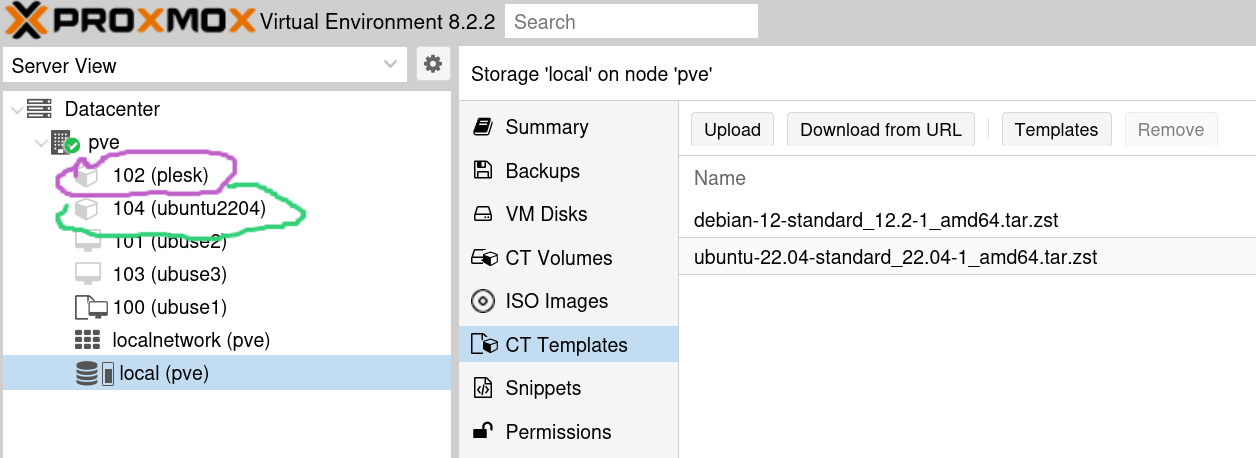 PROXMOX Virtual Environment 8.2.2 Search
Server View
Datacenter
pve
102 (plesk)
104 (ubuntu2204)
101 (ubuse2)
103 (ubuse3)
100 (ubuse1)
localnetwork (pve)
local (pve)
Storage 'local' on node 'pve'
Summary
Backups
VM Disks
CT Volumes
ISO Images
CT Templates
Snippets
Permissions
Upload Download from URL Templates Remove
Name
debian-12-standard_12.2-1_amd64.tar.zst
ubuntu-22.04-standard_22.04-1_amd64.tar.zst